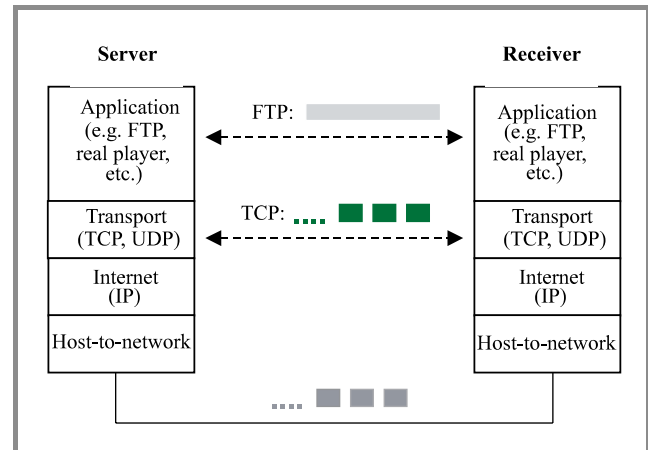 Server
Receiver
Application
(e.g. FTP,
real player,
etc.)
FTP:
Application
(e.g. FTP,
real player,
etc.)
Transport
(TCP, UDP)
TCP:
Transport
(TCP, UDP)
Internet
(IP)
Internet
(IP)
Host-to-network
Host-to-network